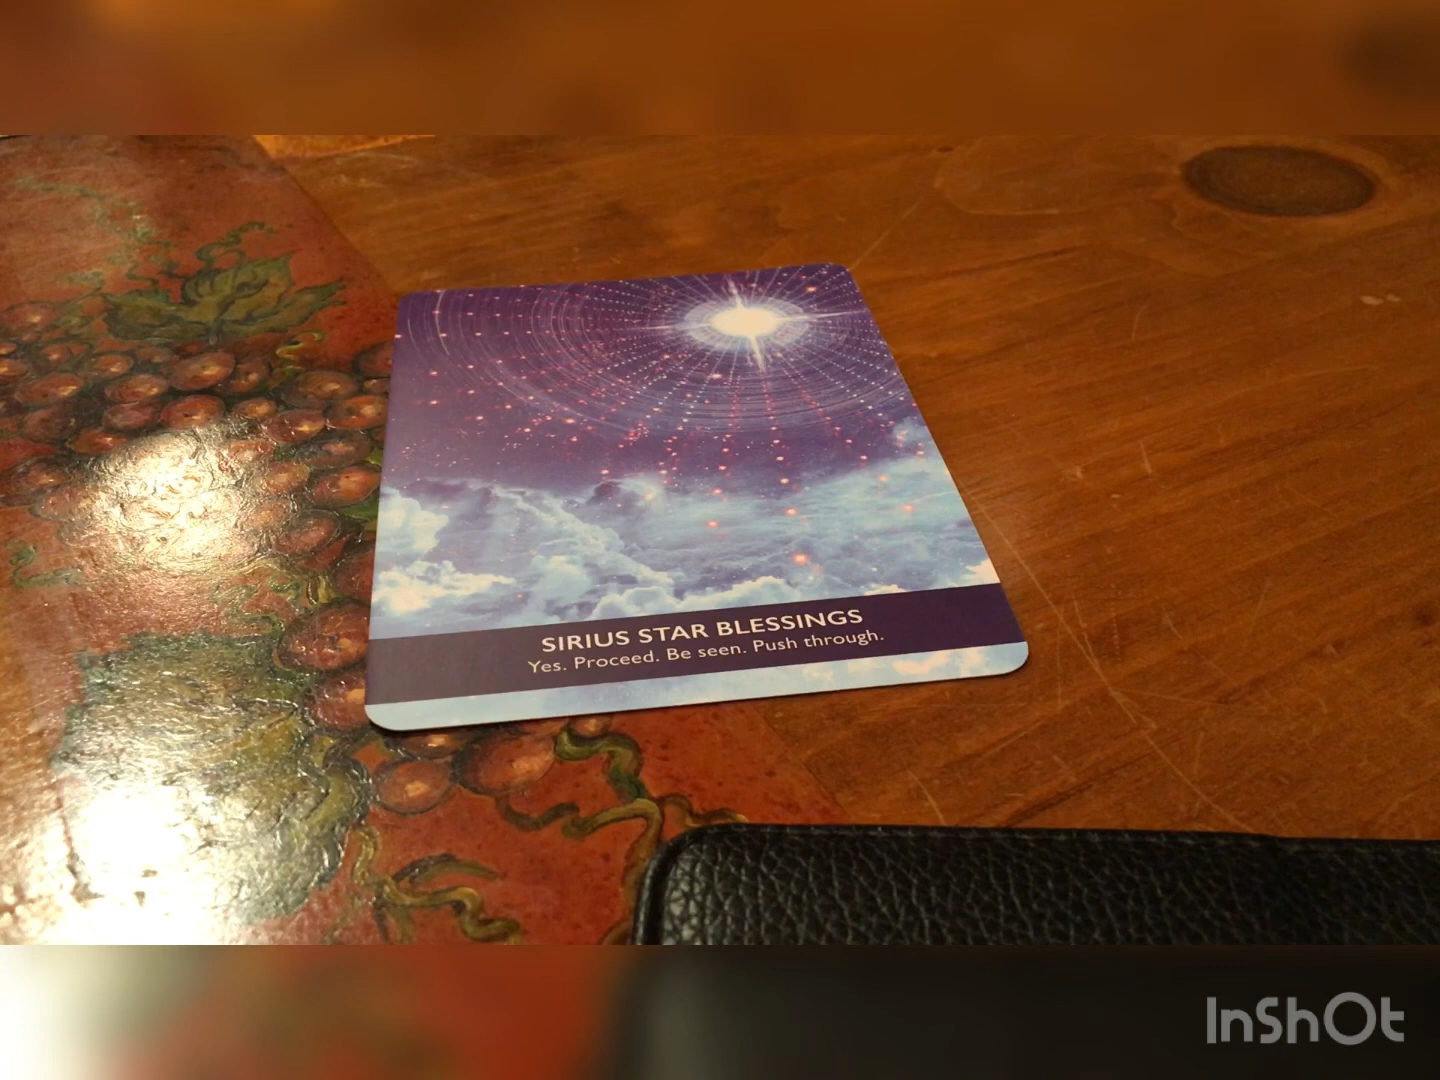 SIRIUS STAR BLESSINGS
Yes. Proceed. Be seen. Push through.
InShOt